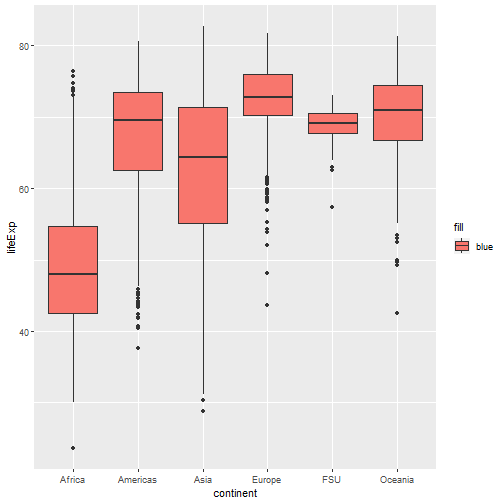 80
60
40
lifeExp
Africa Americas Asia Europe FSU Oceania
continent
fill
blue